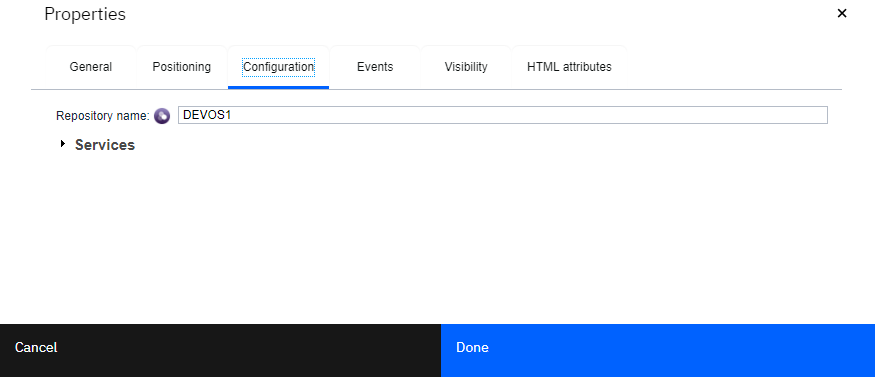 Properties
General Positioning Configuration Events Visibility HTML attributes
Repository name: DEVOS1
Services
Cancel Done